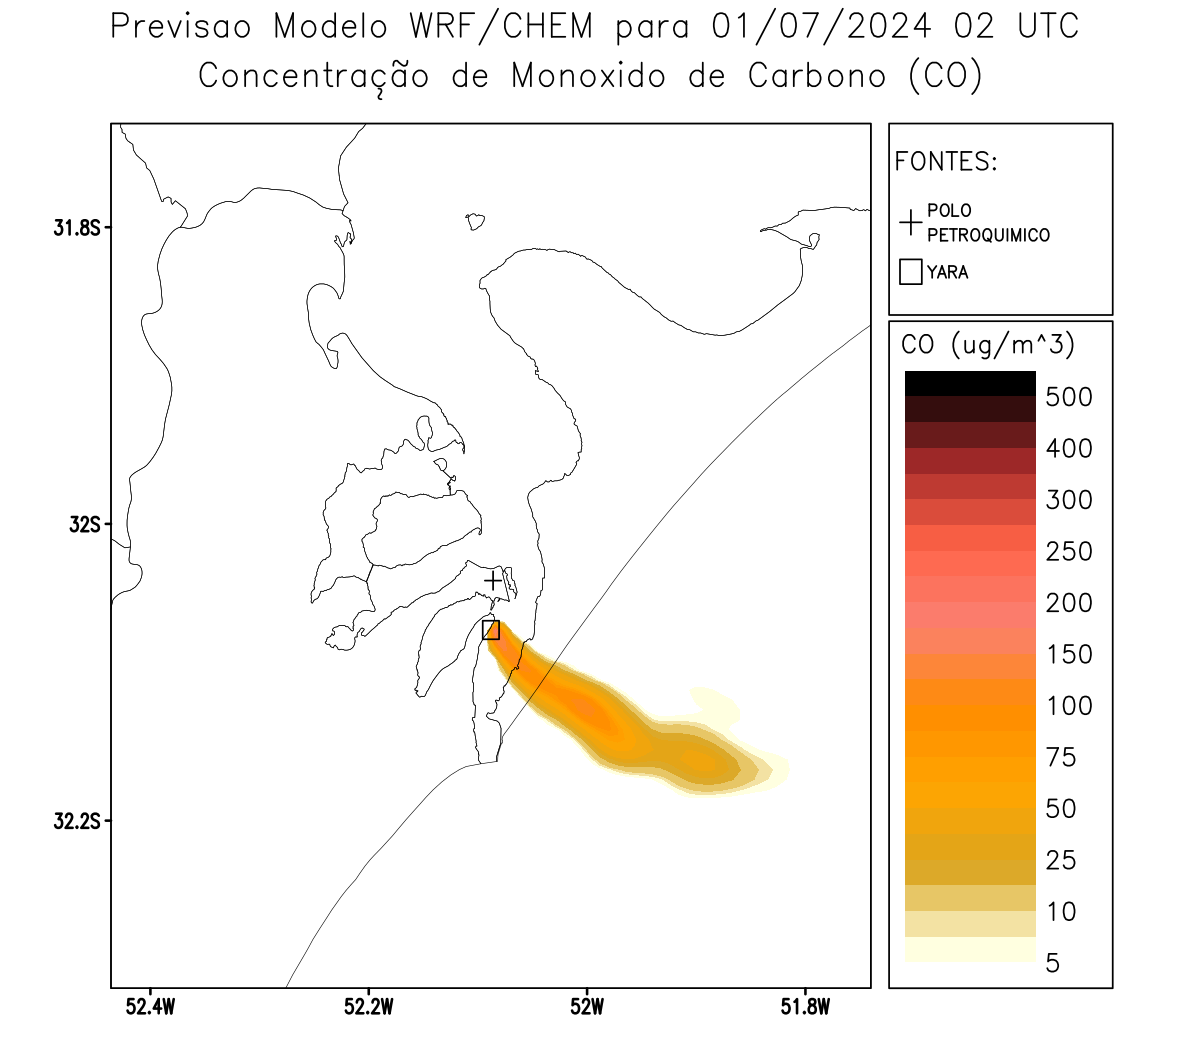 Previsao Modelo WRF/CHEM para 01/07/2024 02 UTC
Concentração de Monoxido de Carbono (CO)
FONTES:
POLO
PETROQUIMICO
YARA
CO (ug/m^3)
500
400
300
250
200
150
100
75
50
25
10
5
31.8S
32S
32.2S
52.4W
52.2W
52W
51.8W